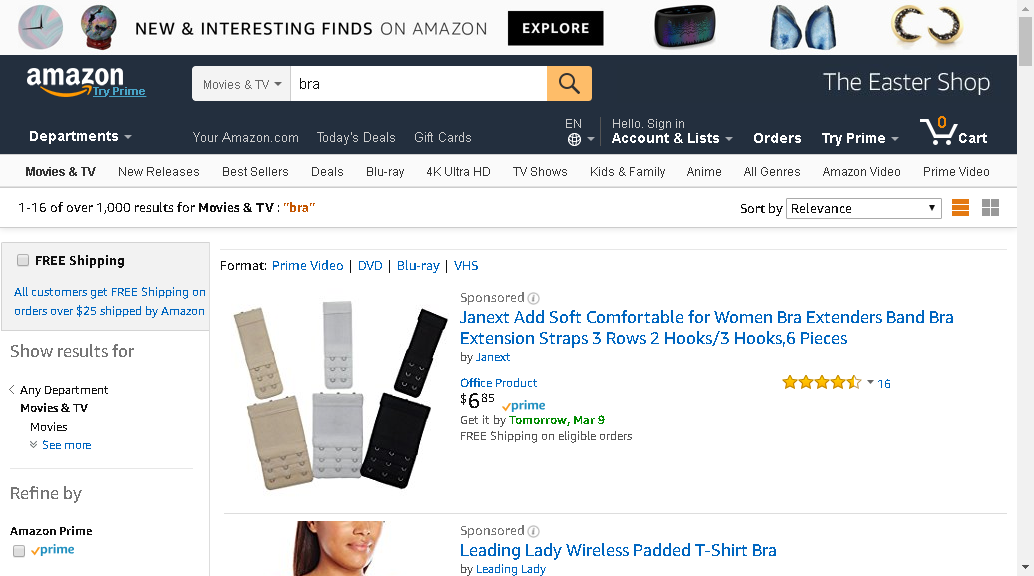 NEW & INTERESTING FINDS ON AMAZON EXPLORE
amazon
Try Prime
Movies & TV
bra
The Easter Shop
Departments
Your Amazon.com Today's Deals Gift Cards
EN
Hello. Sign in
Account & Lists
Orders
Try Prime
0
Cart
Movies & TV New Releases Best Sellers Deals Blu-ray 4K Ultra HD TV Shows Kids & Family Anime All Genres Amazon Video Prime Video
1-16 of over 1,000 results for Movies & TV : "bra"
Sort by Relevance
FREE Shipping
All customers get FREE Shipping on
orders over $25 shipped by Amazon
Show results for
Any Department
Movies & TV
Movies
See more
Refine by
Amazon Prime
prime
Format: Prime Video | DVD | Blu-ray | VHS
Sponsored
Janext Add Soft Comfortable for Women Bra Extenders Band Bra
Extension Straps 3 Rows 2 Hooks/3 Hooks,6 Pieces
by Janext
Office Product
16
$6 85 prime
Get it by Tomorrow, Mar 9
FREE Shipping on eligible orders
Sponsored
Leading Lady Wireless Padded T-Shirt Bra
by Leading Lady